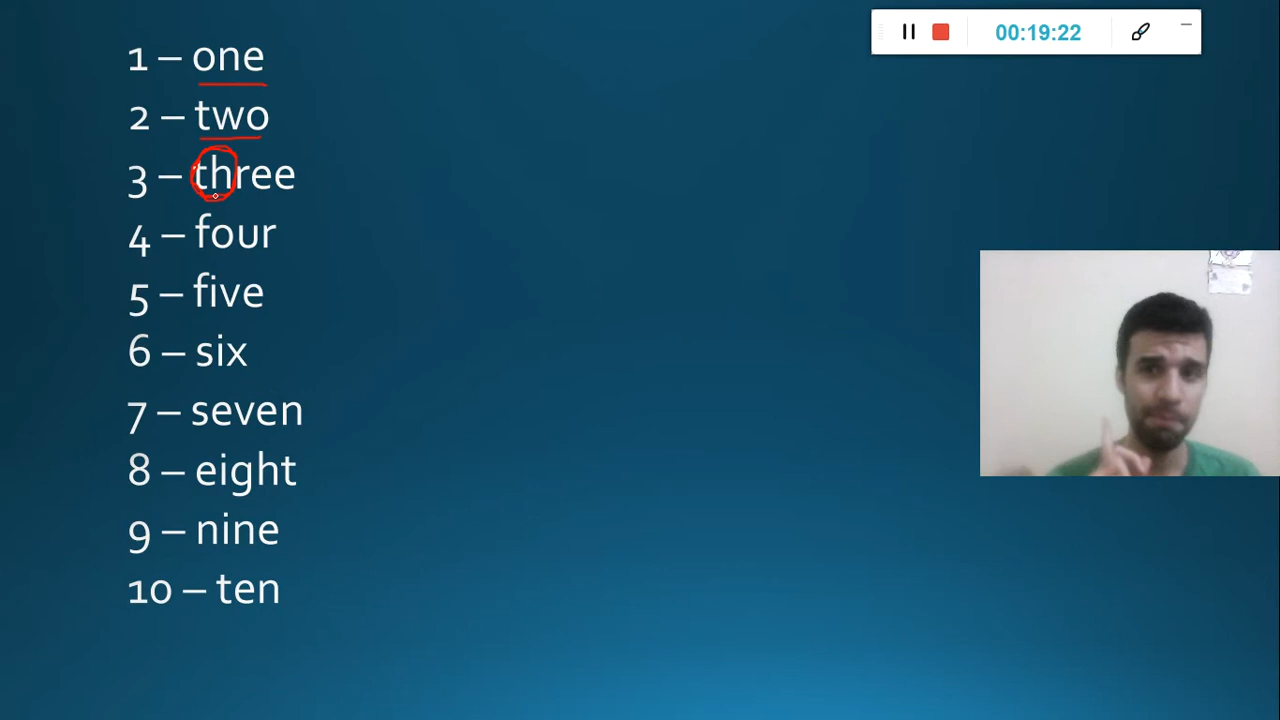 00:19:22
1 – one
2 – two
3 – three
4 – four
5 – five
6 – six
7 – seven
8 – eight
9 – nine
10 – ten